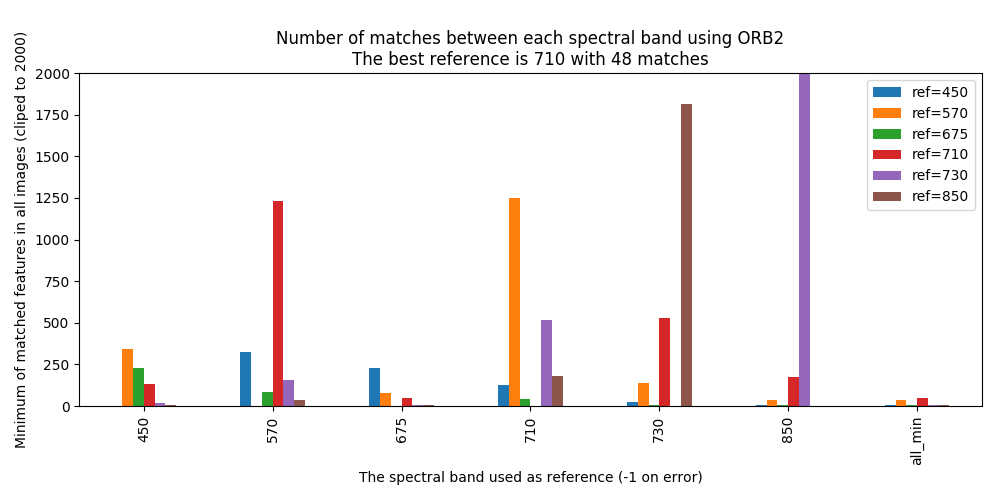 Number of matches between each spectral band using ORB2
The best reference is 710 with 48 matches
Minimum of matched features in all images (cliped to 2000)
2000
1750
1500
1250
1000
750
500
250
0
ref=450
ref=570
ref=675
ref=710
ref=730
ref=850
450
570
675
710
730
850
all_min
The spectral band used as reference (-1 on error)